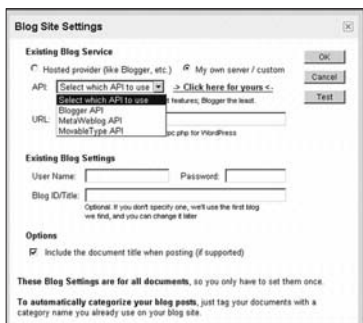 Blog Site Settings
Existing Blog Service
Hosted provider (like Blogger, etc.) My own server / custom
OK
Cancel
Test
API: Select which API to use -> Click here for yours <-
Select which API to use
Blogger API
MetaWeblog API
MovableType API
t features; Blogger the least.
URL:
pc.php for WordPress
Existing Blog Settings
User Name: Password:
Blog ID/Title:
Optional. If you don't specify one, we'll use the first blog
we find, and you can change it later
Options
Include the document title when posting (if supported)
These Blog Settings are for all documents, so you only have to set them once.
To automatically categorize your blog posts, just tag your documents with a
category name you already use on your blog site.